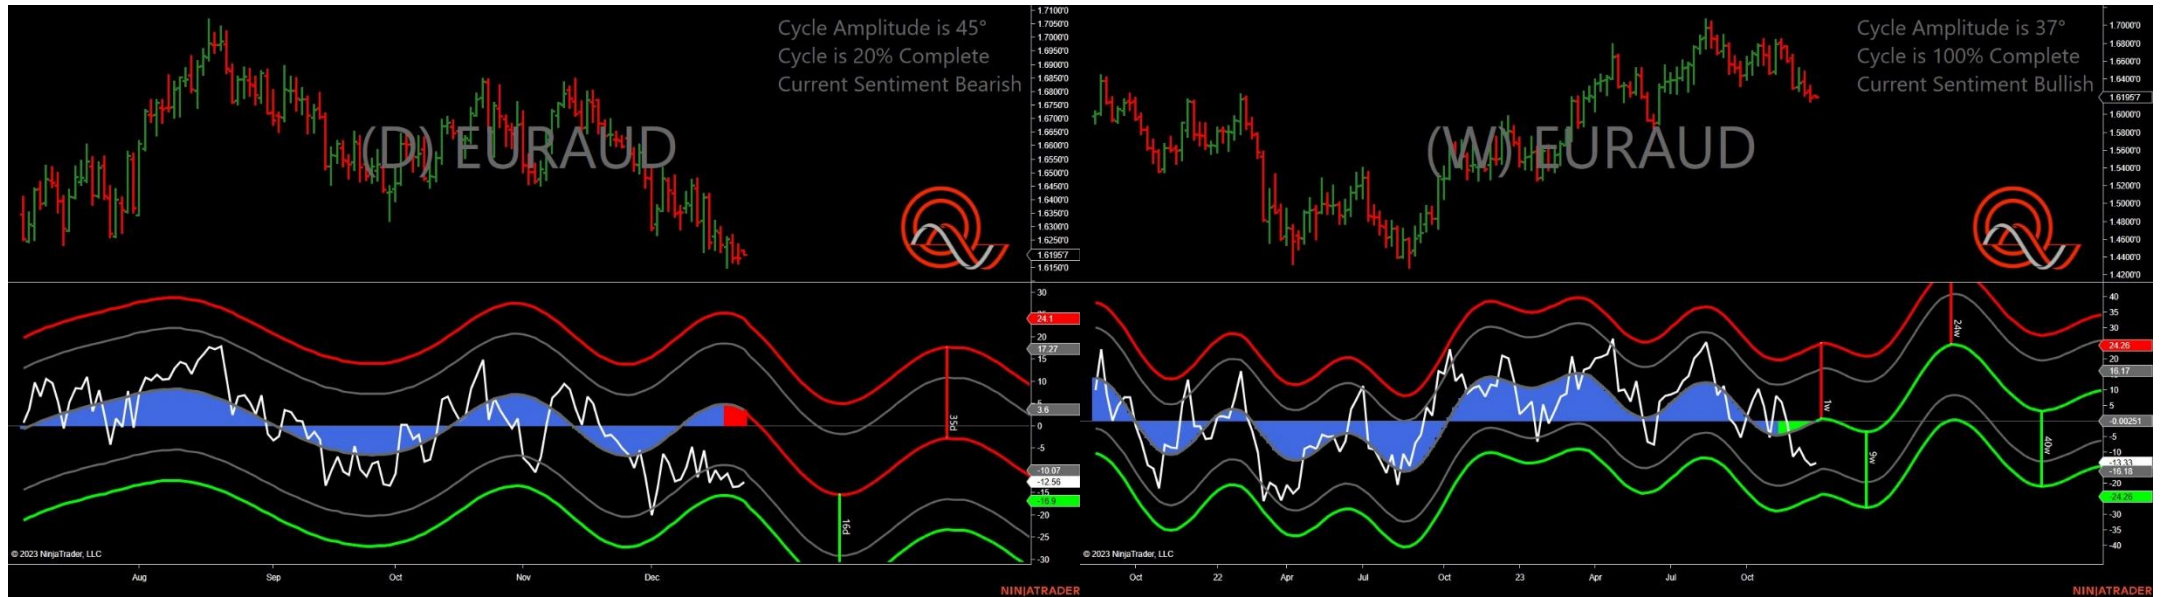 Cycle Amplitude is 45°
Cycle is 20% Complete
Current Sentiment Bearish
(D) EURAUD
1.7100'0
1.7050'0
1.7000'0
1.6950'0
1.6900'0
1.6850'0
1.6800'0
1.6750'0
1.6700'0
1.6650'0
1.6600'0
1.6550'0
1.6500'0
1.6450'0
1.6400'0
1.6350'0
1.6300'0
1.6250'0
1.6195'7
1.6150'0
30
24.1
20
17.27
15
10
5
3.6
0
-5
-10.07
-12.56
-15
-16.9
-20
-25
-30
35d
16d
© 2023 NinjaTrader, LLC
Aug
Sep
Oct
Nov
Dec
NINJATRADER
Cycle Amplitude is 37°
Cycle is 100% Complete
Current Sentiment Bullish
(W) EURAUD
1.7000'0
1.6800'0
1.6600'0
1.6400'0
1.6195'7
1.6000'0
1.5800'0
1.5600'0
1.5400'0
1.5200'0
1.5000'0
1.4800'0
1.4600'0
1.4400'0
1.4200'0
40
35
30
24.26
20
16.17
10
5
-0.00251
-5
-10
-13.33
-16.18
-20
-24.26
-30
-35
-40
1w
9w
24w
40w
© 2023 NinjaTrader, LLC
Oct
22
Apr
Jul
Oct
23
Apr
Jul
Oct
NINJATRADER